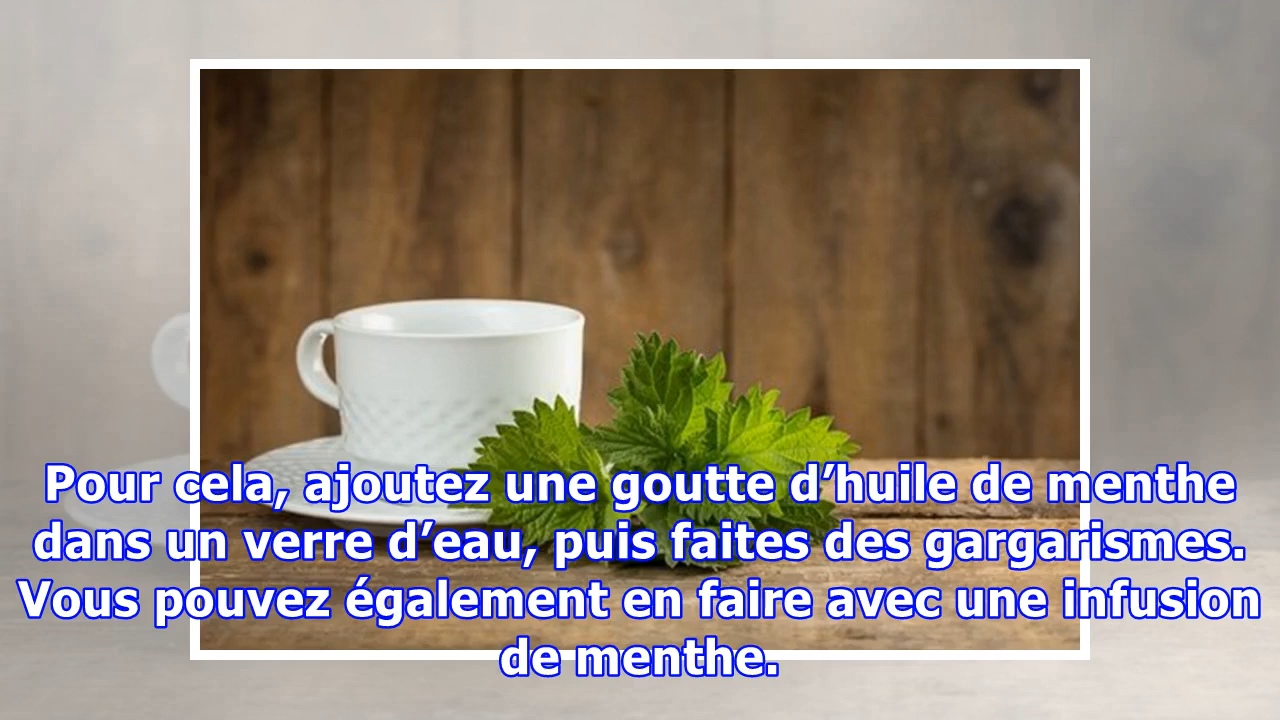 Pour cela, ajoutez une goutte d’huile de menthe
dans un verre d’eau, puis faites des gargarismes.
Vous pouvez également en faire avec une infusion
de menthe.